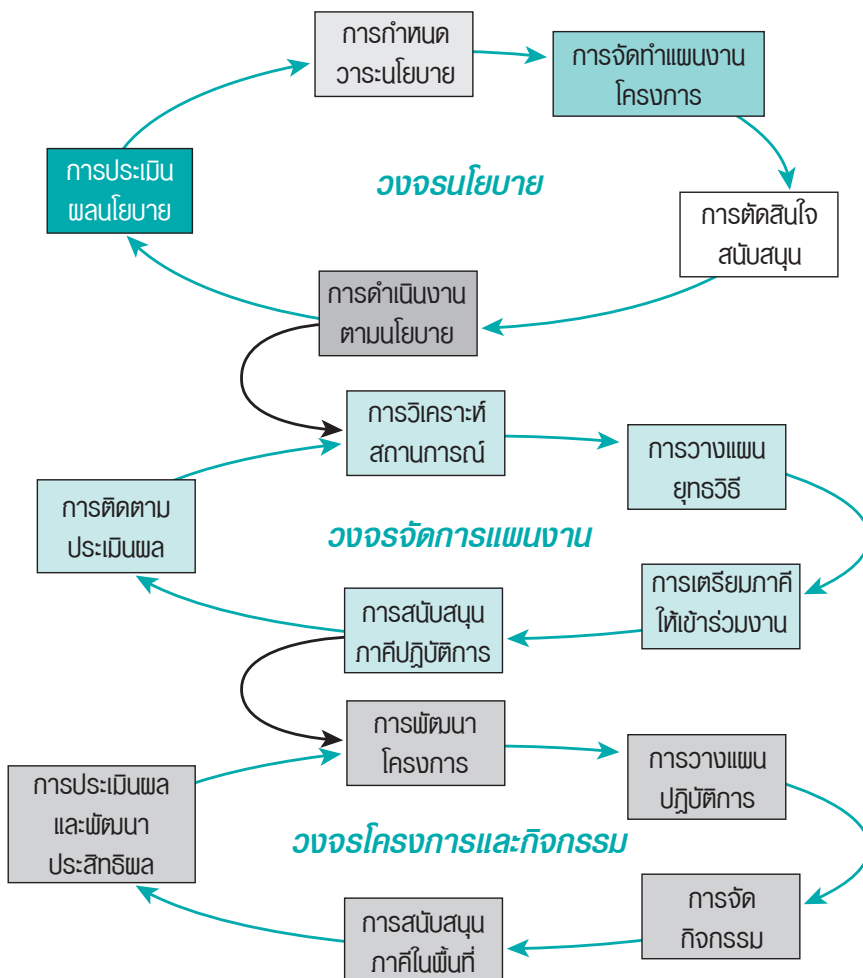 การกำหนด
วาระนโยบาย
การจัดทำแผนงาน
โครงการ
การประเมิน
ผลนโยบาย
วงจรนโยบาย
การตัดสินใจ
สนับสนุน
การดำเนินงาน
ตามนโยบาย
การวิเคราะห์
สถานการณ์
การวางแผน
ยุทธวิธี
การติดตาม
ประเมินผล
วงจรจัดการแผนงาน
การเตรียมภาคี
ให้เข้าร่วมงาน
การสนับสนุน
ภาคีปฏิบัติการ
การพัฒนา
โครงการ
การวางแผน
ปฏิบัติการ
การประเมินผล
และพัฒนา
ประสิทธิผล
วงจรโครงการและกิจกรรม
การจัด
กิจกรรม
การสนับสนุน
ภาคีในพื้นที่